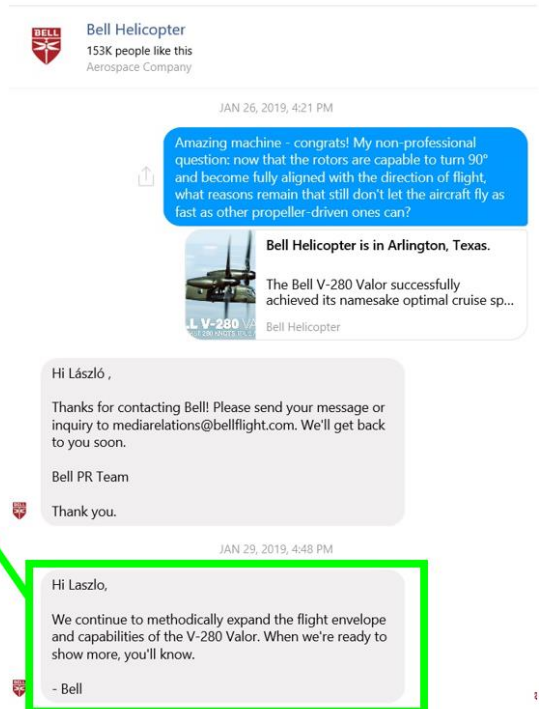 BELL
Bell Helicopter
153K people like this
Aerospace Company
JAN 26, 2019, 4:21 PM
Amazing machine - congrats! My non-professional
question: now that the rotors are capable to turn 90°
and become fully aligned with the direction of flight,
what reasons remain that still don't let the aircraft fly as
fast as other propeller-driven ones can?
Bell Helicopter is in Arlington, Texas.
The Bell V-280 Valor successfully
achieved its namesake optimal cruise sp...
Bell Helicopter
L V-280 VA
Hi László ,
Thanks for contacting Bell! Please send your message or
inquiry to mediarelations@bellflight.com. We'll get back
to you soon.
Bell PR Team
Thank you.
JAN 29, 2019, 4:48 PM
Hi Laszlo,
We continue to methodically expand the flight envelope
and capabilities of the V-280 Valor. When we're ready to
show more, you'll know.
- Bell